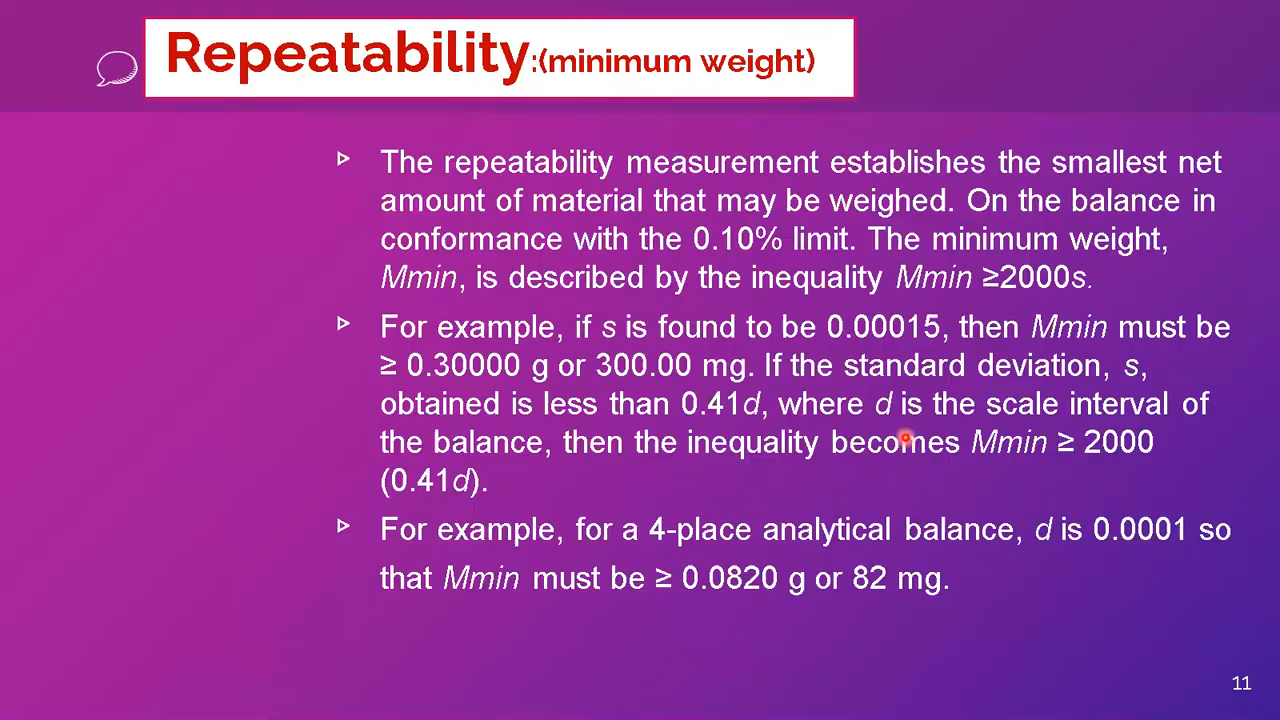 Repeatability:(minimum weight)
The repeatability measurement establishes the smallest net
amount of material that may be weighed. On the balance in
conformance with the 0.10% limit. The minimum weight,
Mmin, is described by the inequality Mmin ≥2000s.
For example, if s is found to be 0.00015, then Mmin must be
≥ 0.30000 g or 300.00 mg. If the standard deviation, s,
obtained is less than 0.41d, where d is the scale interval of
the balance, then the inequality becomes Mmin ≥ 2000
(0.41d).
For example, for a 4-place analytical balance, d is 0.0001 so
that Mmin must be ≥ 0.0820 g or 82 mg.
11